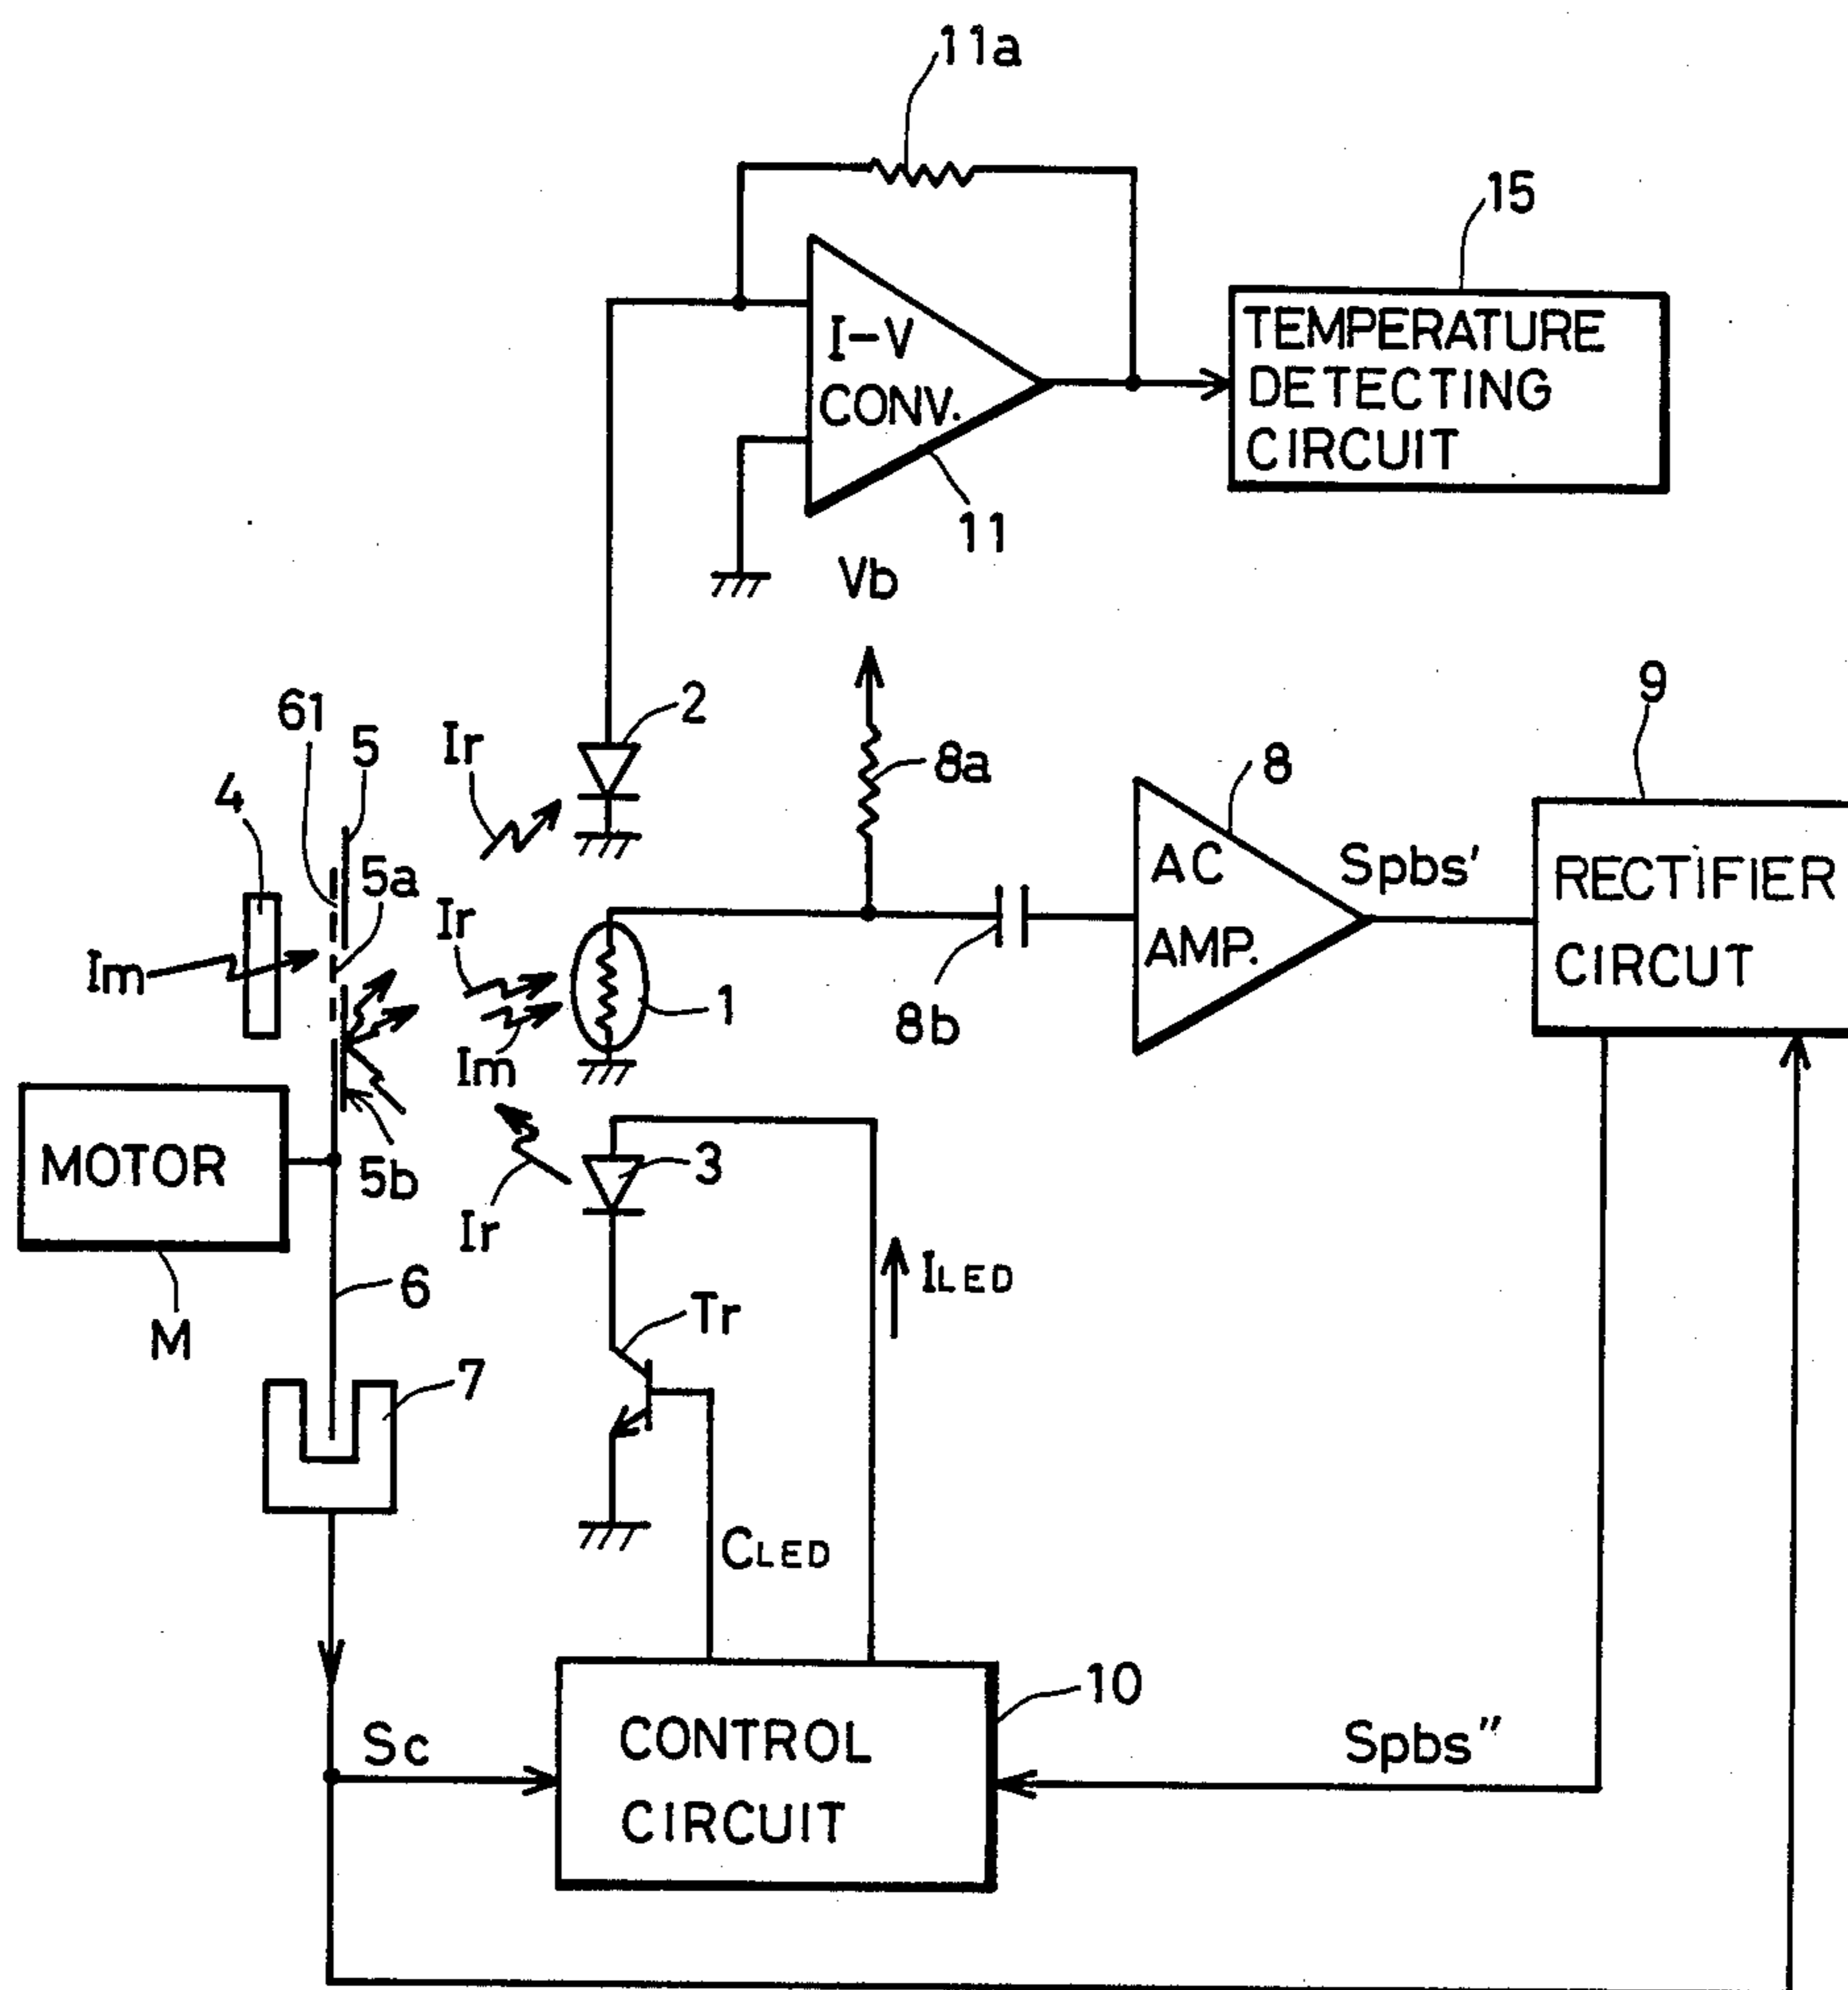 11a
15
I-V
CONV.
TEMPERATURE
DETECTING
CIRCUIT
11
Vb
61
5
Ir
2
8a
8
9
4
5a
AC
AMP.
Spbs'
RECTIFIER
CIRCUT
Im
Ir
1
8b
Im
MOTOR
5b
Ir
3
ILED
M
6
Tr
7
CLED
Sc
CONTROL
CIRCUIT
10
Spbs"